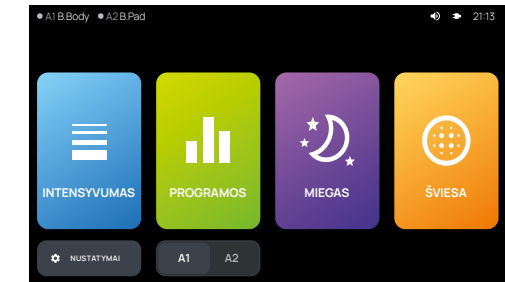 A1 B.Body A2 B.Pad 21:13
INTENSYVUMAS PROGRAMOS MIEGAS ŠVIESA
NUSTATYMAI A1 A2